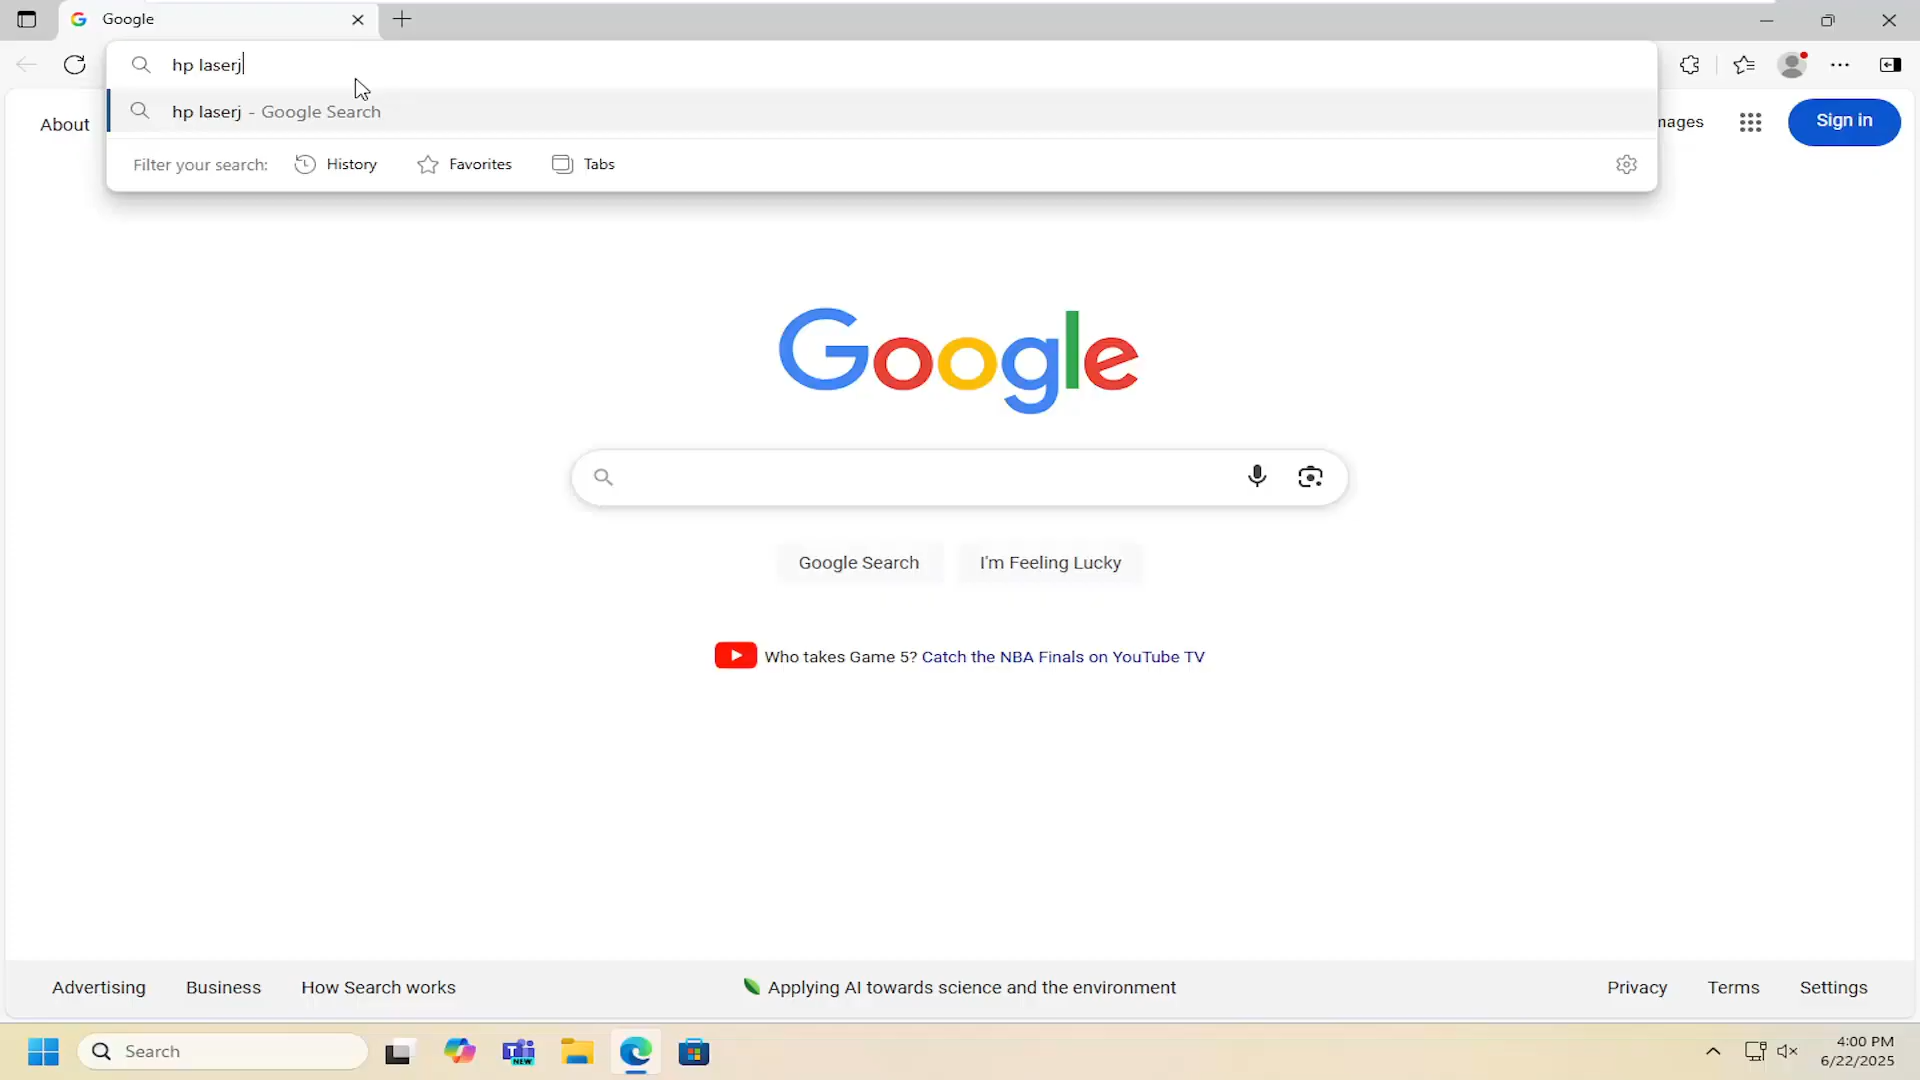 Google
hp laserj
hp laserj - Google Search
About
mages
Sign in
Filter your search:
History
Favorites
Tabs
Google
Google Search
I'm Feeling Lucky
Who takes Game 5? Catch the NBA Finals on YouTube TV
Advertising
Business
How Search works
Applying AI towards science and the environment
Privacy
Terms
Settings
Search
NEW
4:00 PM
6/22/2025